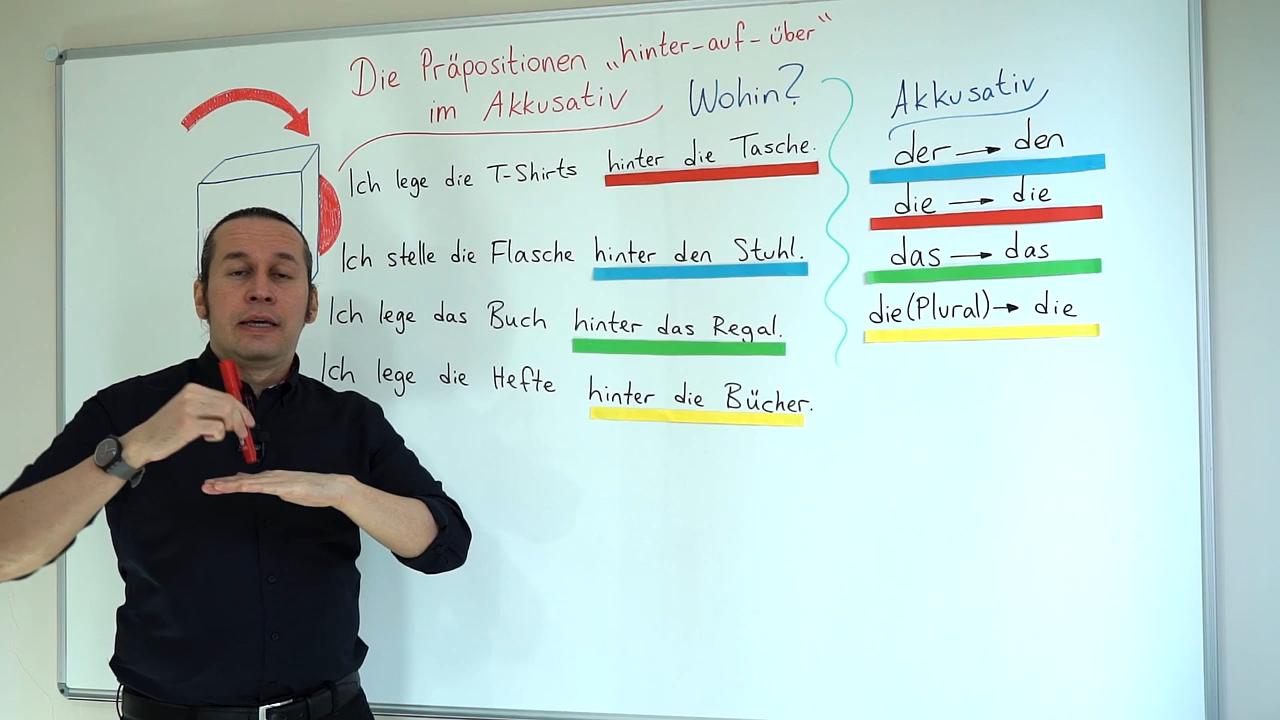 Die Präpositionen „hinter-auf-über“
im Akkusativ Wohin?
Ich lege die T-Shirts hinter die Tasche.
Ich stelle die Flasche hinter den Stuhl.
Ich lege das Buch hinter das Regal.
Ich lege die Hefte hinter die Bücher.
Akkusativ
der → den
die → die
das → das
die (Plural) → die